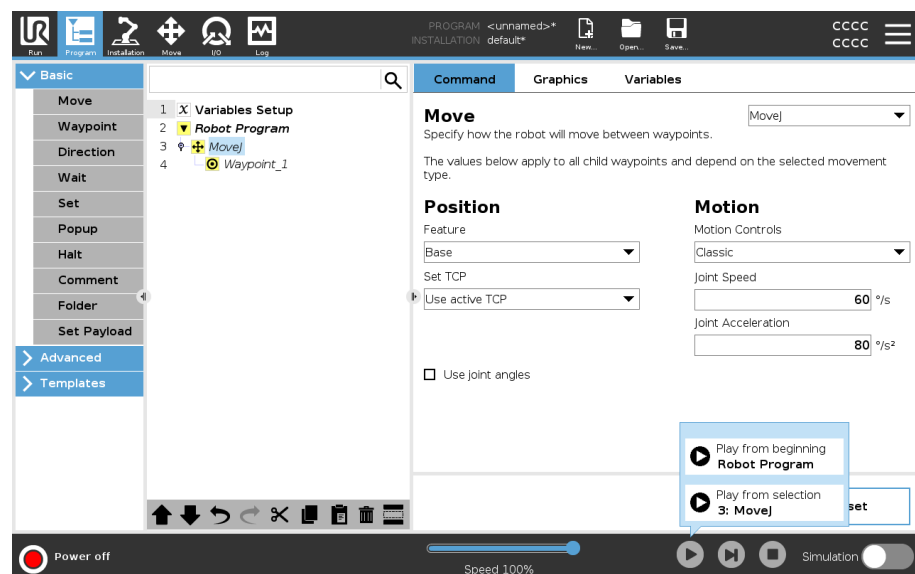 PROGRAM <unnamed>*
INSTALLATION default*
CCCC
CCCC
Run Program Installation Move I/O Log
New... Open... Save...
Basic
Move
Waypoint
Direction
Wait
Set
Popup
Halt
Comment
Folder
Set Payload
Advanced
Templates
1 X Variables Setup
2 Robot Program
3 MoveJ
4 Waypoint_1
Command Graphics Variables
Move
MoveJ
Specify how the robot will move between waypoints.
The values below apply to all child waypoints and depend on the selected movement
type.
Position
Feature
Base
Set TCP
Use active TCP
Use joint angles
Motion
Motion Controls
Classic
Joint Speed
60 °/s
Joint Acceleration
80 °/s²
Play from beginning
Robot Program
Play from selection
3: MoveJ
set
Power off
Speed 100%
Simulation